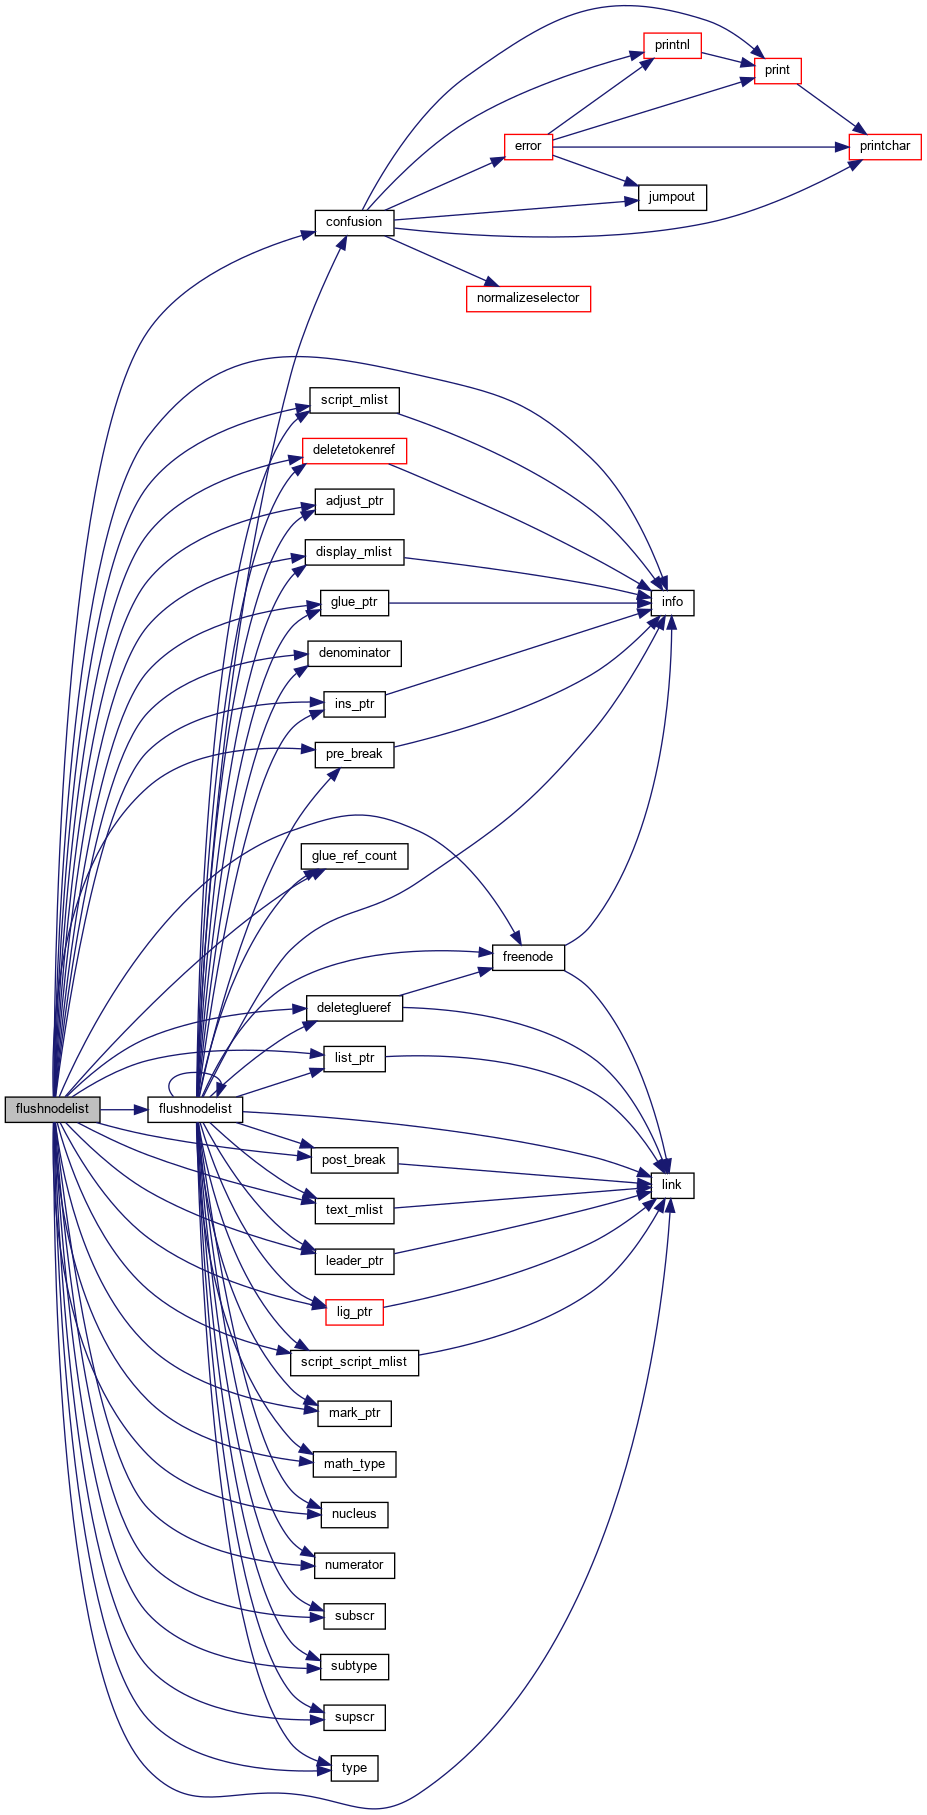 printnl
print
error
printchar
jumpout
confusion
normalizeselector
script_mlist
deletetokenref
adjust_ptr
display_mlist
glue_ptr
info
denominator
ins_ptr
pre_break
glue_ref_count
freenode
deleteglueref
list_ptr
flushnodelist
flushnodelist
post_break
link
text_mlist
leader_ptr
lig_ptr
script_script_mlist
mark_ptr
math_type
nucleus
numerator
subscr
subtype
supscr
type